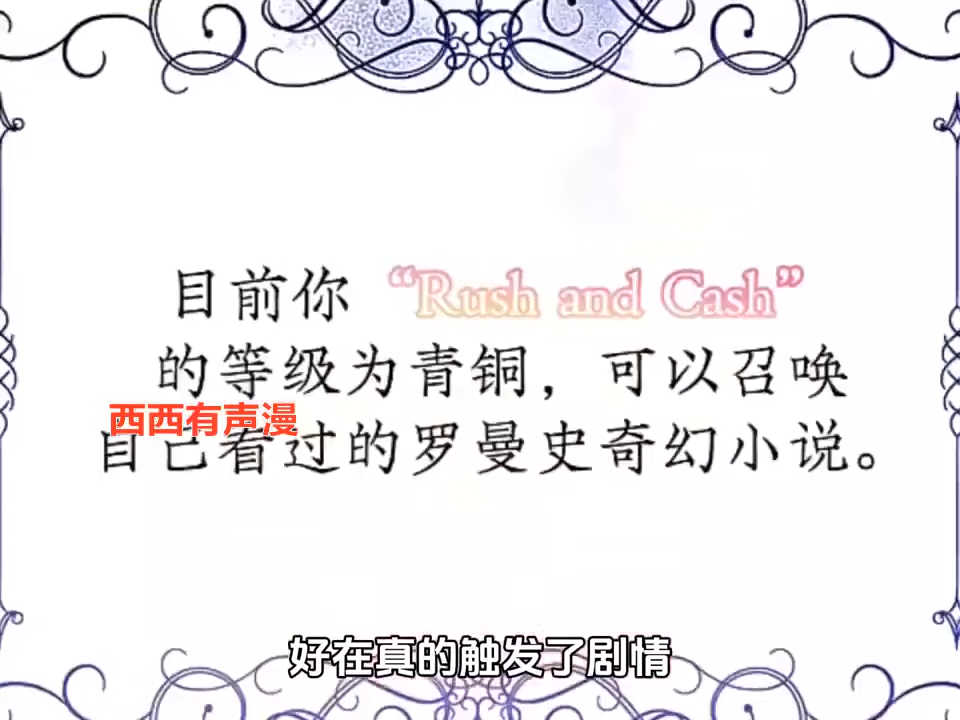 目前你 “Rush and Cash”
的等级为青铜，可以召唤
西西有声漫
自己看过的罗曼史奇幻小说。
好在真的触发了剧情